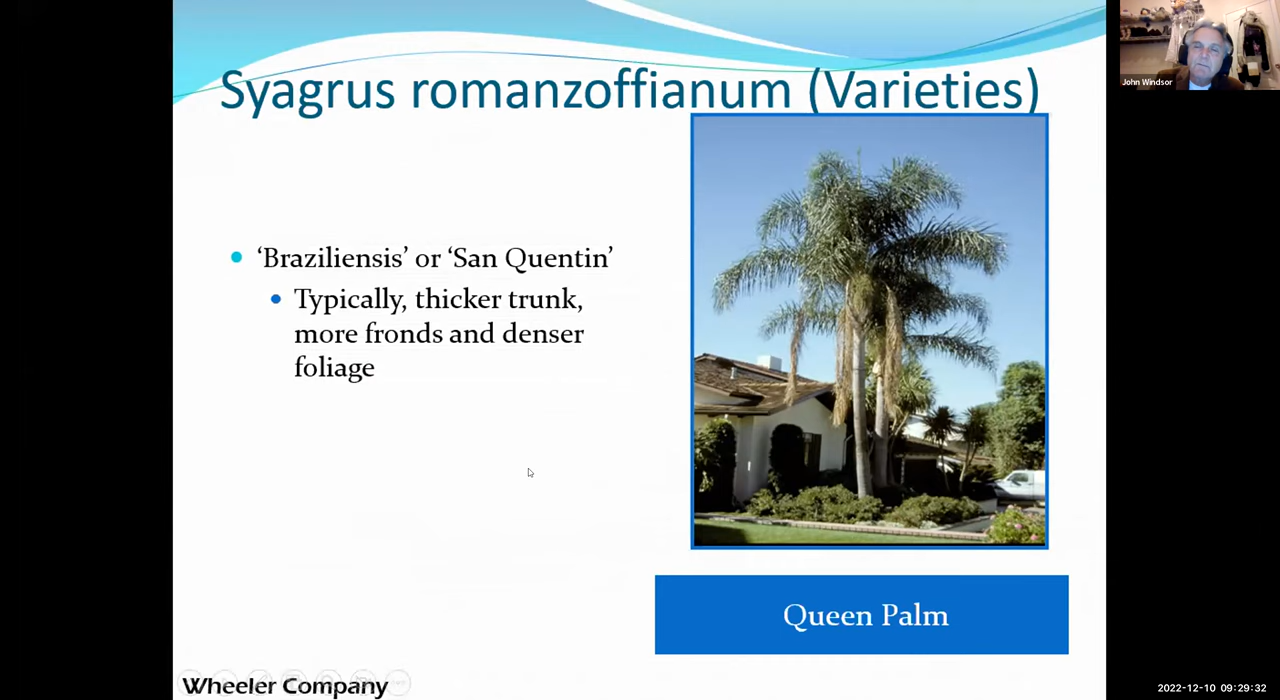 Syagrus romanzoffianum (Varieties)
‘Braziliensis’ or ‘San Quentin’
Typically, thicker trunk,
more fronds and denser
foliage
Queen Palm
Wheeler Company
John Windsor
2022-12-10 09:29:32